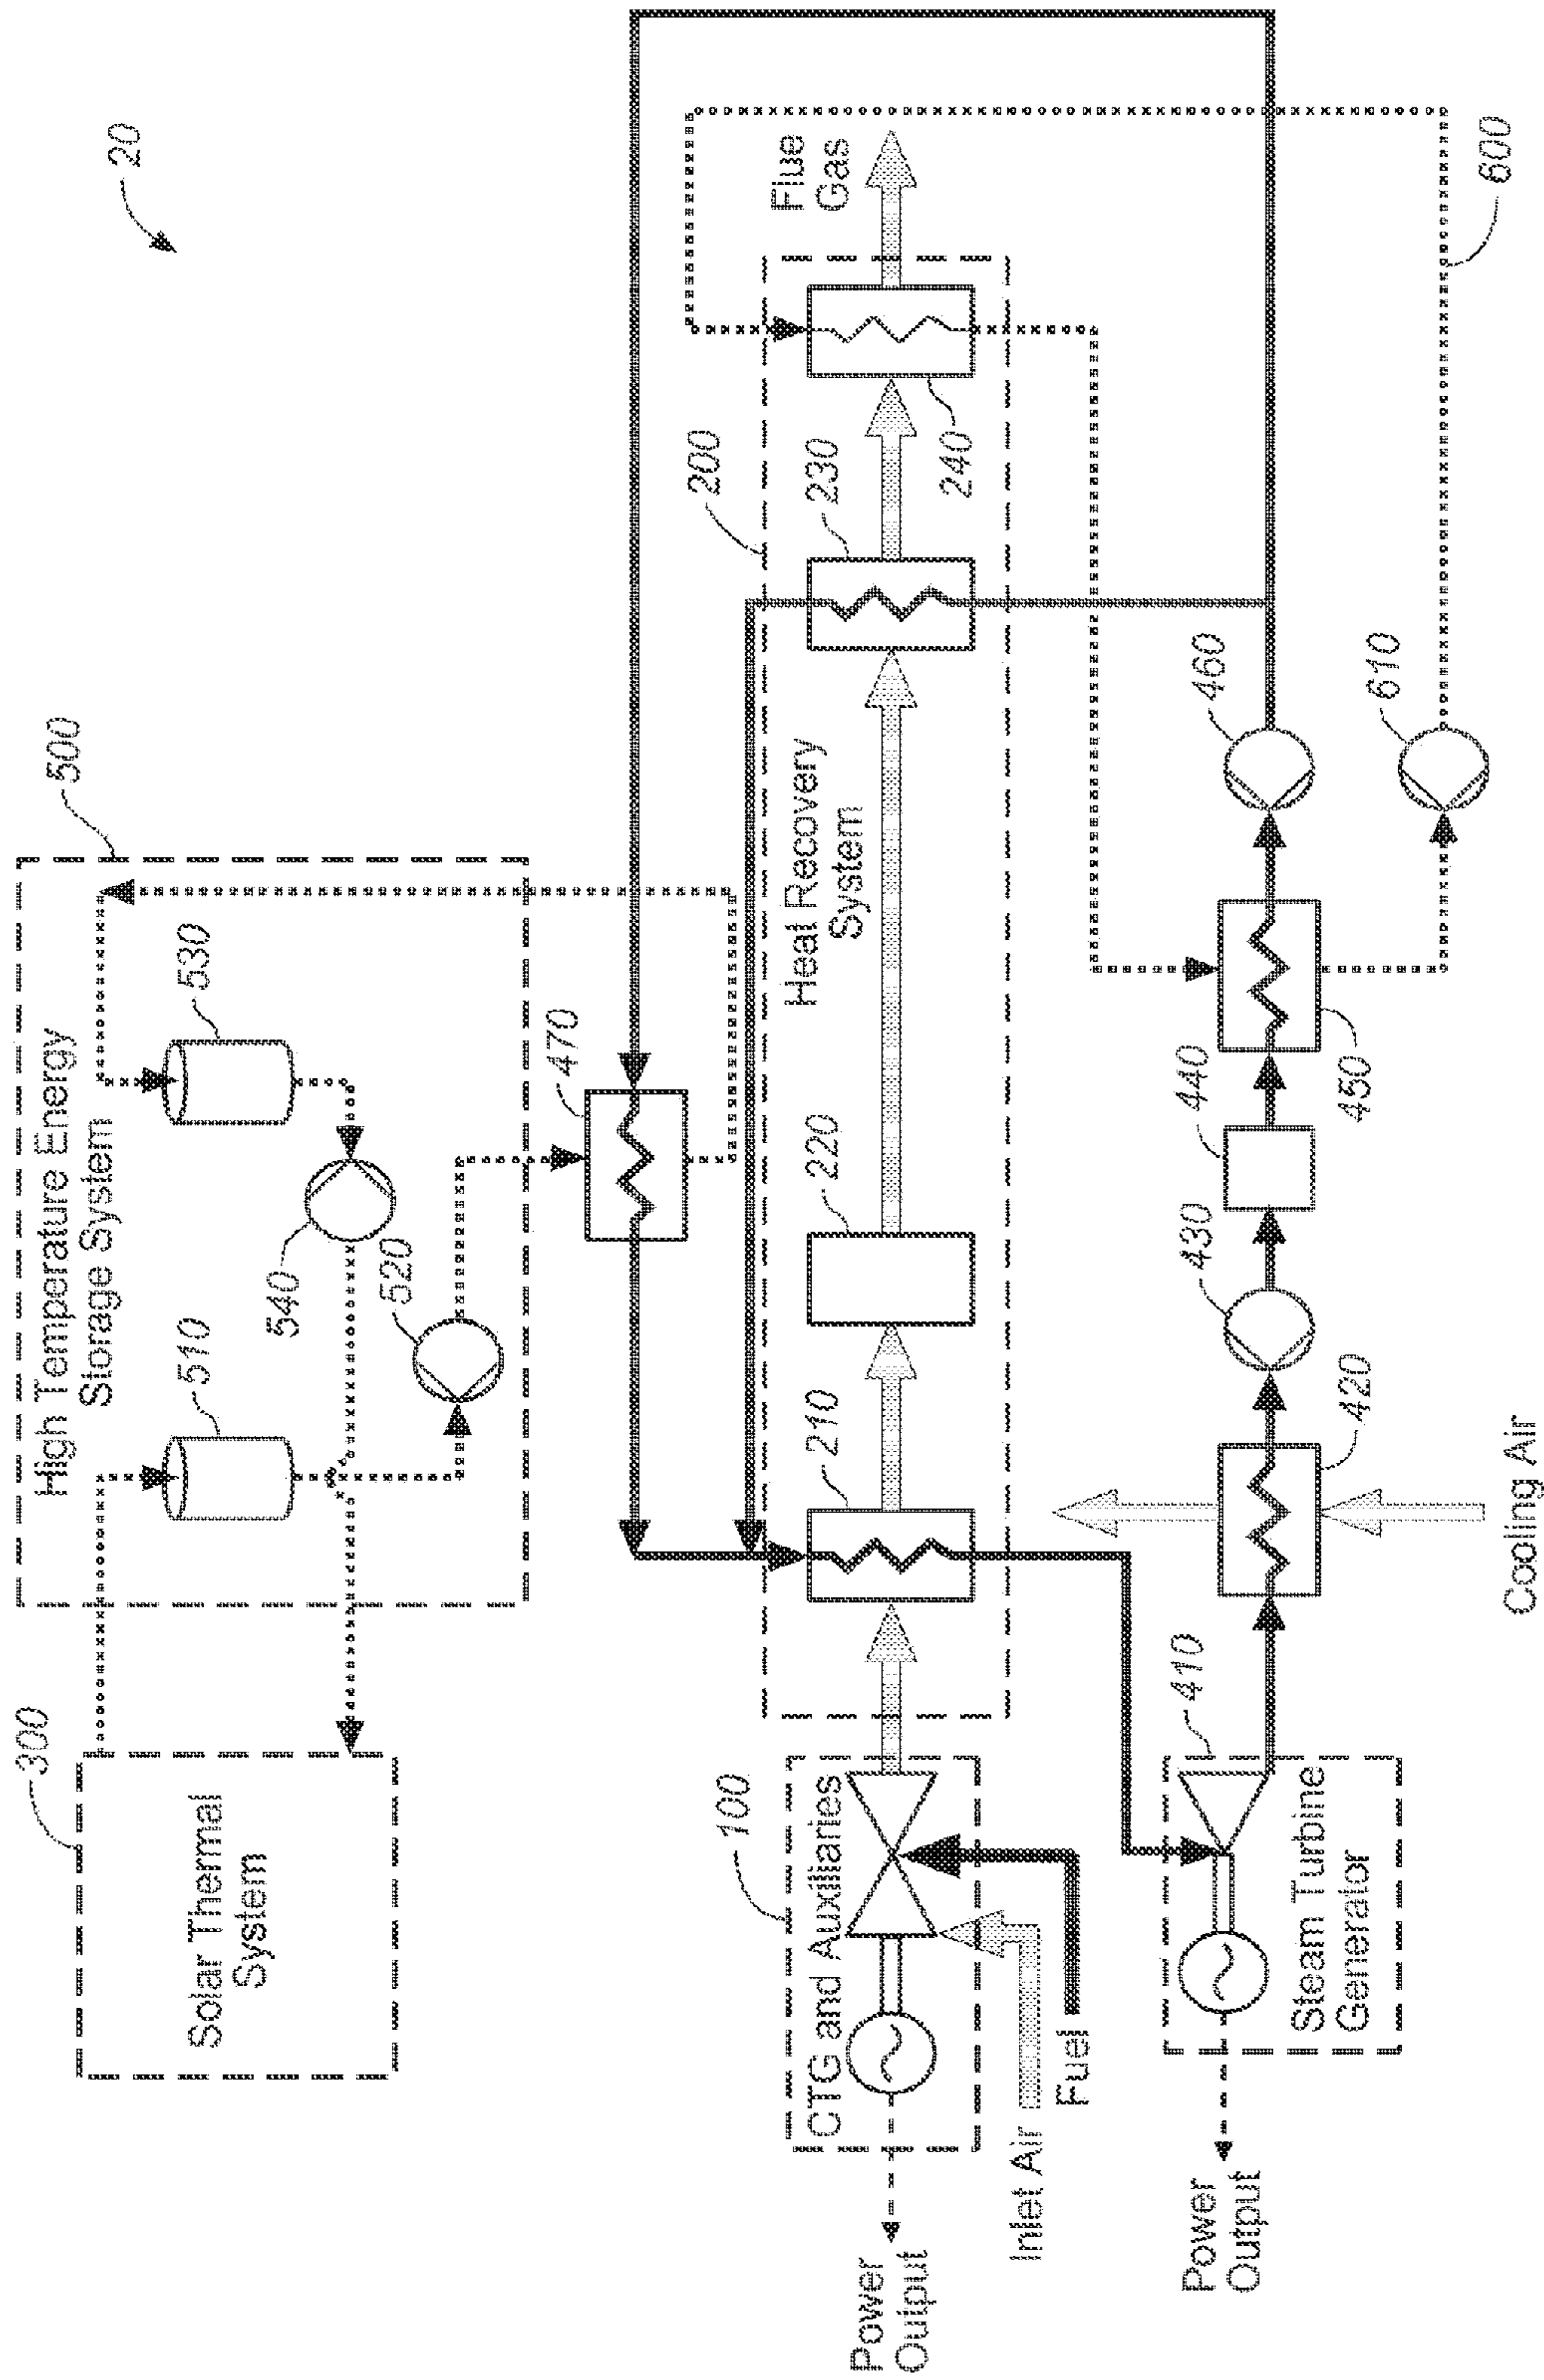 20
500
High Temperature Energy
Storage System
300
Solar Thermal
System
510
530
540
520
470
200
Heat Recovery
System
Flue
Gas
210
220
230
240
100
CTG and Auxiliaries
Power
Output
Inlet Air
Fuel
410
Steam Turbine
Generator
Power
Output
420
Cooling Air
430
440
450
460
610
600